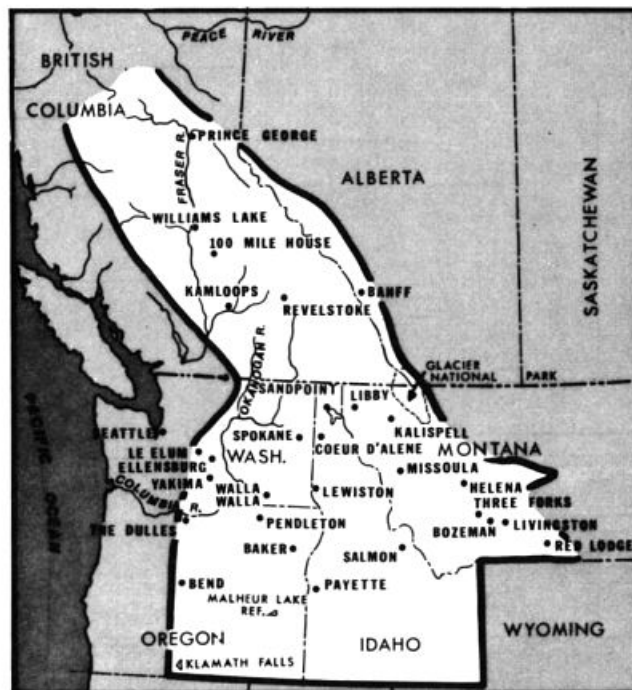 PEACE RIVER
BRITISH
COLUMBIA
PRINCE GEORGE
FRASER R.
ALBERTA
SASKATCHEWAN
WILLIAMS LAKE
100 MILE HOUSE
KAMLOOPS
BANFF
REVELSTOKE
OKANOGAN R.
GLACIER
NATIONAL PARK
SANDPOINT
LIBBY
SEATTLE
SPOKANE
KALISPELL
COEUR D'ALENE
MONTANA
LE ELUM
WASH.
ELLENSBURG
MISSOULA
YAKIMA
WALLA
WALLA
LEWISTON
HELENA
COLUMBIA R.
THREE FORKS
PACIFIC OCEAN
THE DULLES
PENDLETON
BOZEMAN
LIVINGSTON
BAKER
SALMON
RED LODGE
BEND
PAYETTE
MALHEUR LAKE
REF.
OREGON
IDAHO
WYOMING
KLAMATH FALLS